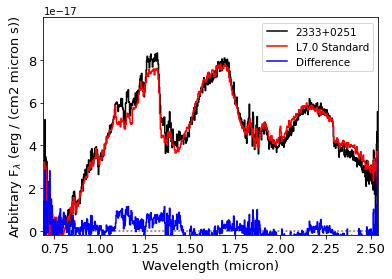 1e−17
2333+0251
L7.0 Standard
Difference
Arbitrary Fλ (erg / (cm2 micron s))
8
6
4
2
0
0.75 1.00 1.25 1.50 1.75 2.00 2.25 2.50
Wavelength (micron)